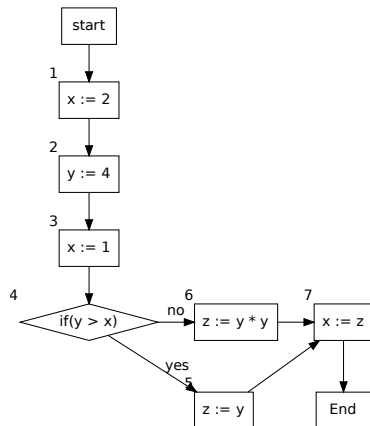 start
1
x := 2
2
y := 4
3
x := 1
4
if(y > x)
no
6
z := y * y
7
x := z
yes
5
z := y
End